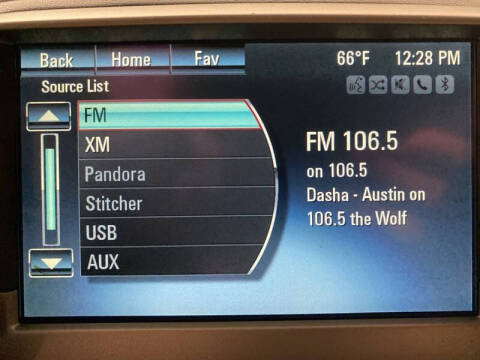 Back Home Fav
66°F 12:28 PM
Source List
FM
XM
Pandora
Stitcher
USB
AUX
FM 106.5
on 106.5
Dasha - Austin on
106.5 the Wolf